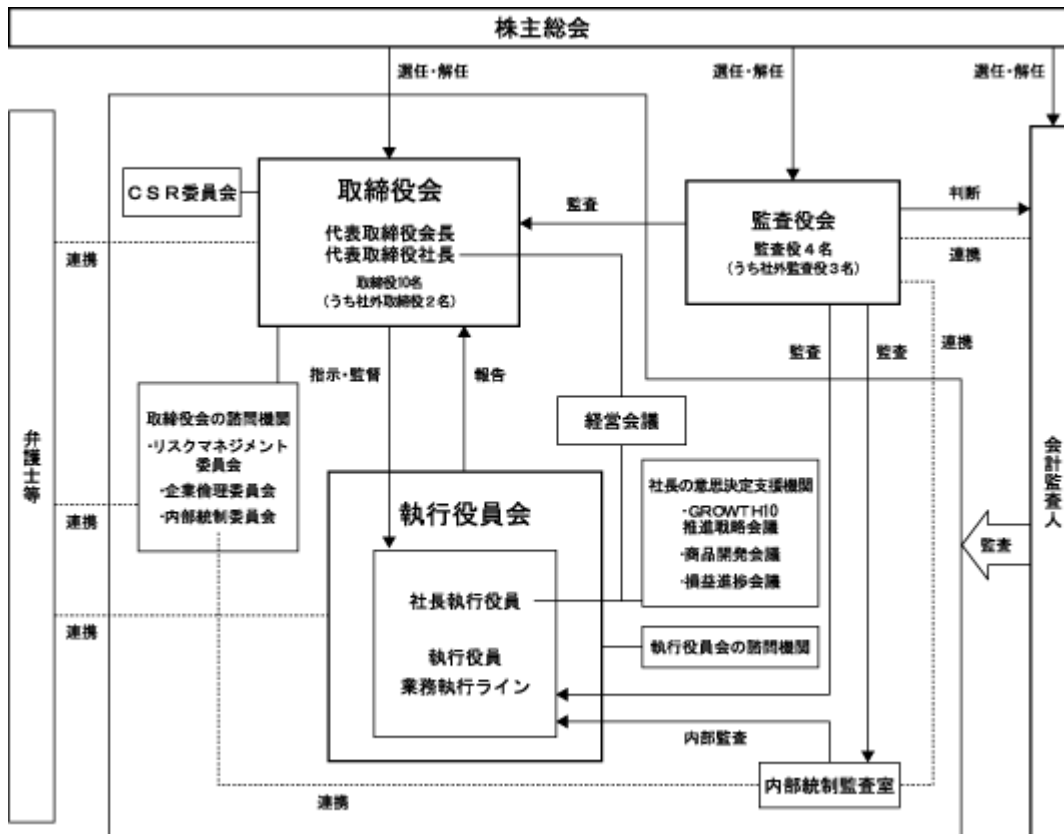 株主総会
選任・解任
選任・解任
選任・解任
CSR委員会
取締役会
代表取締役会長
代表取締役社長
取締役10名
(うち社外取締役2名)
監査
監査役会
監査役4名
(うち社外監査役3名)
判断
連携
連携
連携
監査
監査
指示・監督
報告
取締役会の諮問機関
・リスクマネジメント
委員会
・企業倫理委員会
・内部統制委員会
経営会議
弁護士等
会計監査人
執行役員会
社長の意思決定支援機関
・GROWTH10
推進戦略会議
・商品開発会議
・損益進捗会議
連携
監査
社長執行役員
連携
執行役員会の諮問機関
執行役員
業務執行ライン
内部監査
内部統制監査室
連携